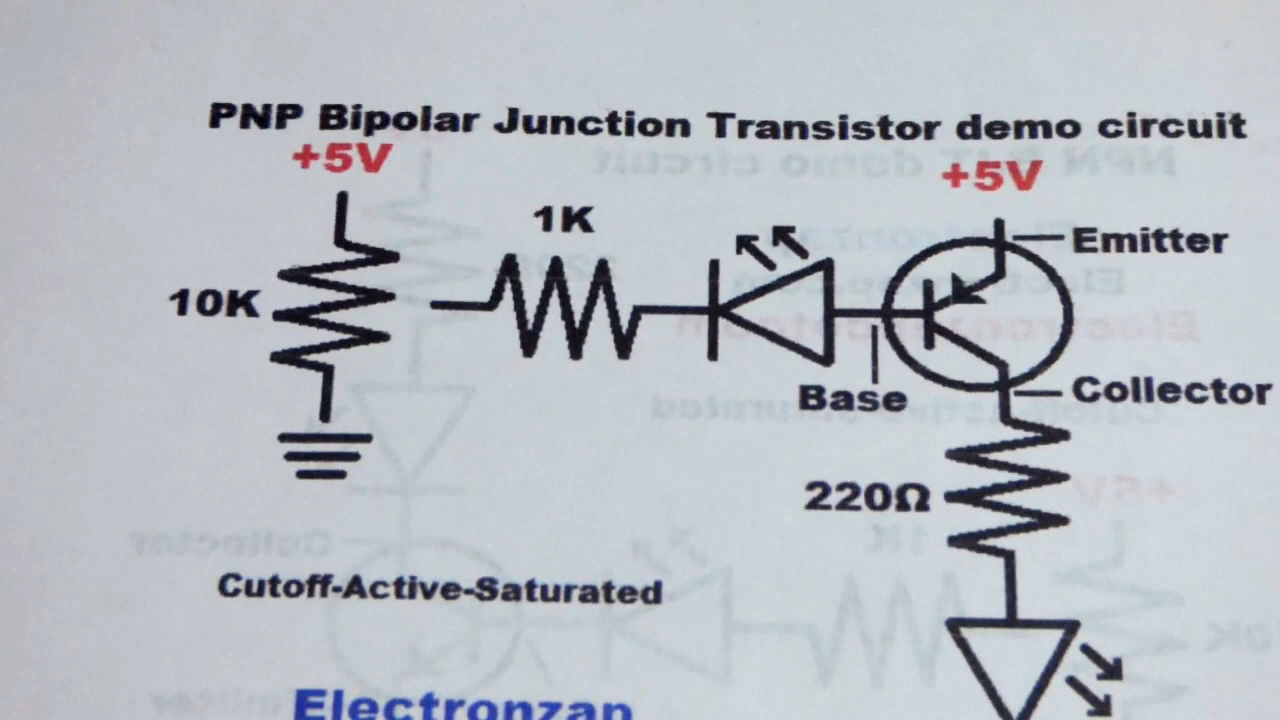 PNP Bipolar Junction Transistor demo circuit
+5V
+5V
1K
Emitter
10K
Base
Collector
220Ω
Cutoff-Active-Saturated
Electronzap